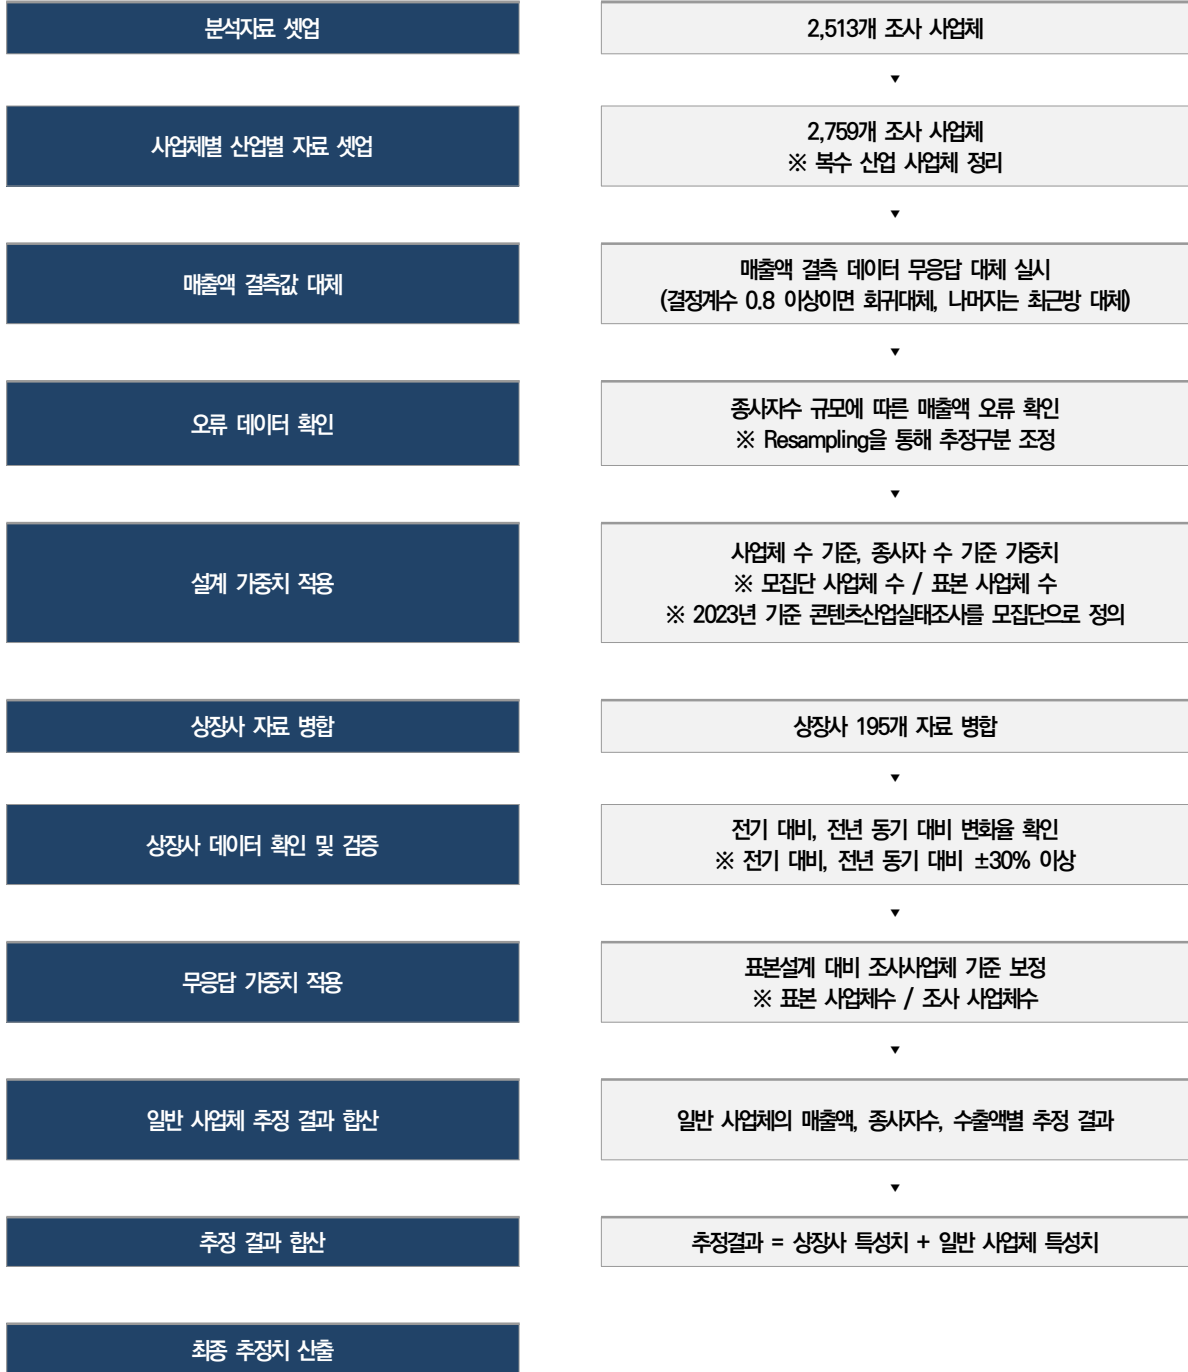 분석자료 셋업
2,513개 조사 사업체
▼
사업체별 산업별 자료 셋업
2,759개 조사 사업체
※ 복수 산업 사업체 정리
▼
매출액 결측값 대체
매출액 결측 데이터 무응답 대체 실시
(결정계수 0.8 이상이면 회귀대체, 나머지는 최근방 대체)
▼
오류 데이터 확인
종사자수 규모에 따른 매출액 오류 확인
※ Resampling을 통해 추정구분 조정
▼
설계 가중치 적용
사업체 수 기준, 종사자 수 기준 가중치
※ 모집단 사업체 수 / 표본 사업체 수
※ 2023년 기준 콘텐츠산업실태조사를 모집단으로 정의
상장사 자료 병합
상장사 195개 자료 병합
▼
상장사 데이터 확인 및 검증
전기 대비, 전년 동기 대비 변화율 확인
※ 전기 대비, 전년 동기 대비 ±30% 이상
▼
무응답 가중치 적용
표본설계 대비 조사사업체 기준 보정
※ 표본 사업체수 / 조사 사업체수
▼
일반 사업체 추정 결과 합산
일반 사업체의 매출액, 종사자수, 수출액별 추정 결과
▼
추정 결과 합산
추정결과 = 상장사 특성치 + 일반 사업체 특성치
최종 추정치 산출